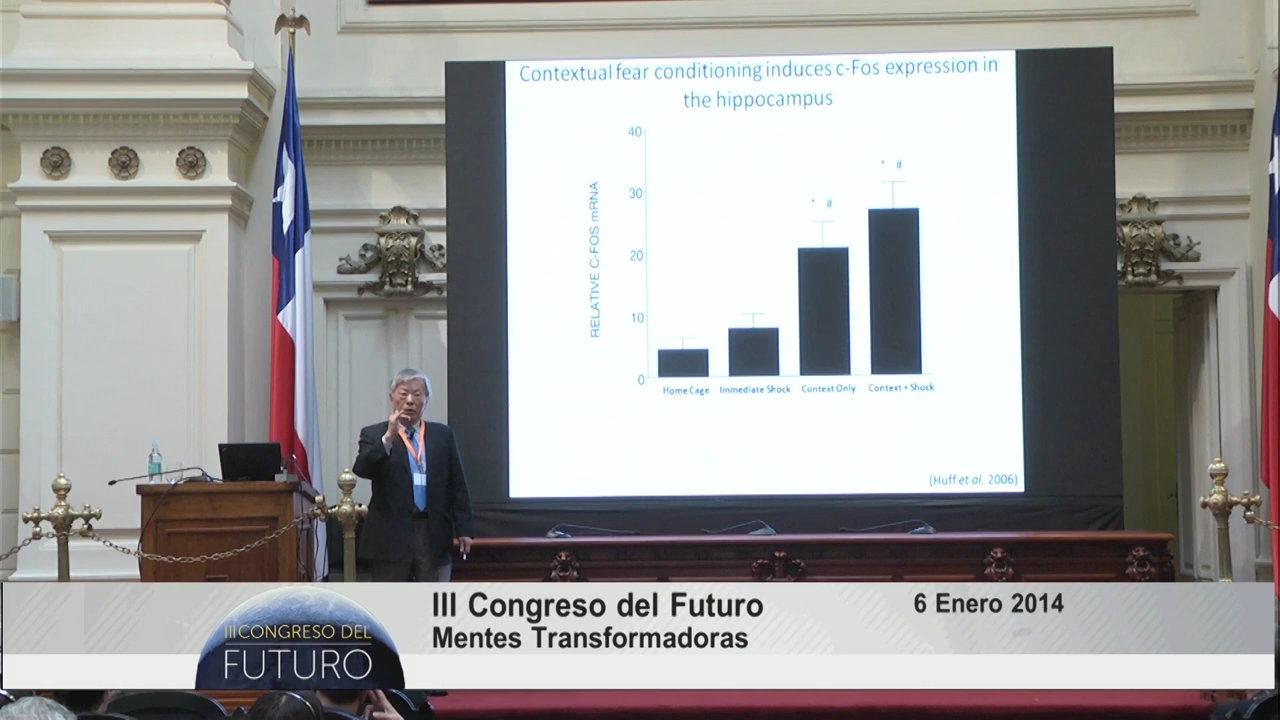 Contextual fear conditioning induces c-Fos expression in
the hippocampus
RELATIVE C-FOS mRNA
40
30
20
10
0
* #
* #
Home Cage
Immediate Shock
Context Only
Context + Shock
(Huff et al. 2006)
III CONGRESO DEL
FUTURO
III Congreso del Futuro
Mentes Transformadoras
6 Enero 2014